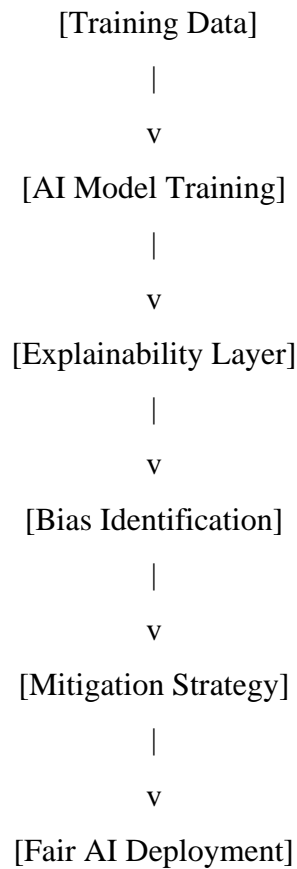 [Training Data]
|
v
[AI Model Training]
|
v
[Explainability Layer]
|
v
[Bias Identification]
|
v
[Mitigation Strategy]
|
v
[Fair AI Deployment]